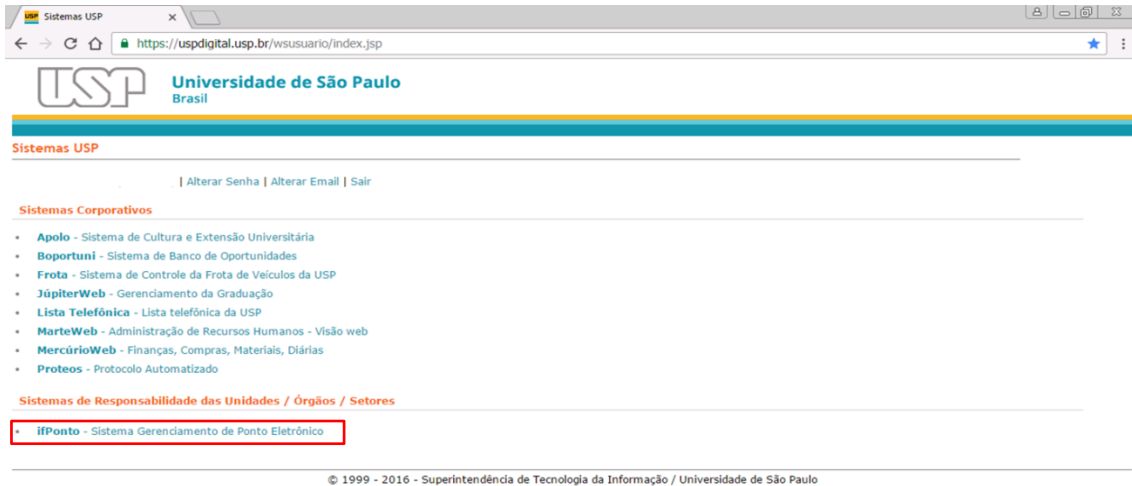 Sistemas USP
https://uspdigital.usp.br/wsusuario/index.jsp
USP
Universidade de São Paulo
Brasil
Sistemas USP
| Alterar Senha | Alterar Email | Sair
Sistemas Corporativos
Apolo - Sistema de Cultura e Extensão Universitária
Boportuni - Sistema de Banco de Oportunidades
Frota - Sistema de Controle da Frota de Veículos da USP
JúpiterWeb - Gerenciamento da Graduação
Lista Telefônica - Lista telefônica da USP
MarteWeb - Administração de Recursos Humanos - Visão web
MercúrioWeb - Finanças, Compras, Materiais, Diárias
Proteos - Protocolo Automatizado
Sistemas de Responsabilidade das Unidades / Órgãos / Setores
ifPonto - Sistema Gerenciamento de Ponto Eletrônico
© 1999 - 2016 - Superintendência de Tecnologia da Informação / Universidade de São Paulo